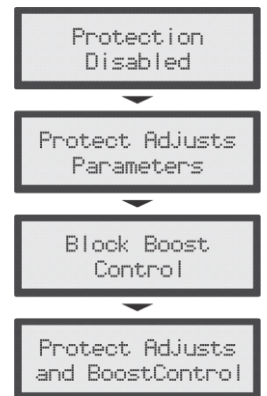 Protection
Disabled
Protect Adjusts
Parameters
Block Boost
Control
Protect Adjusts
and BoostControl